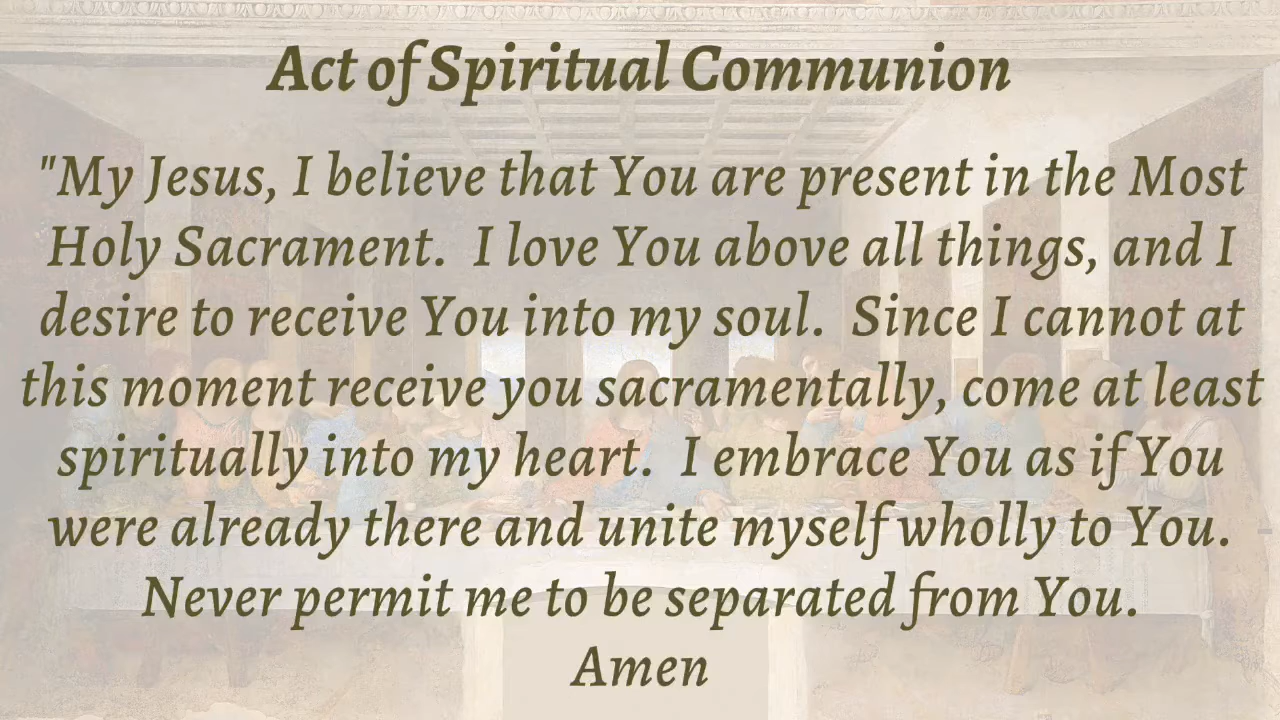 Act of Spiritual Communion
"My Jesus, I believe that You are present in the Most
Holy Sacrament.  I love You above all things, and I
desire to receive You into my soul.  Since I cannot at
this moment receive you sacramentally, come at least
spiritually into my heart.  I embrace You as if You
were already there and unite myself wholly to You.
Never permit me to be separated from You.
Amen